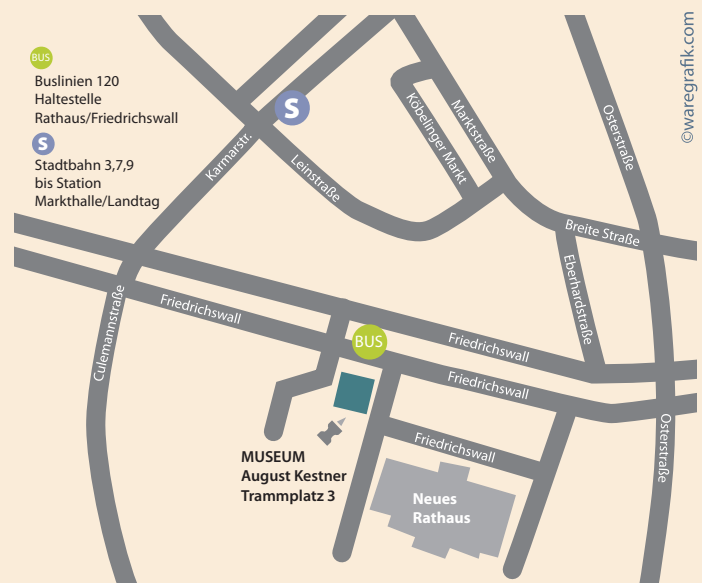 BUS
Buslinien 120
Haltestelle
Rathaus/Friedrichswall
S
Stadtbahn 3,7,9
bis Station
Markthalle/Landtag
©waregrafik.com
S
Karmarstr.
Leinstraße
Köbelinger Markt
Marktstraße
Osterstraße
Breite Straße
Eberhardstraße
Culemannstraße
Friedrichswall
BUS
Friedrichswall
Friedrichswall
Friedrichswall
Osterstraße
MUSEUM
August Kestner
Trammplatz 3
Neues
Rathaus